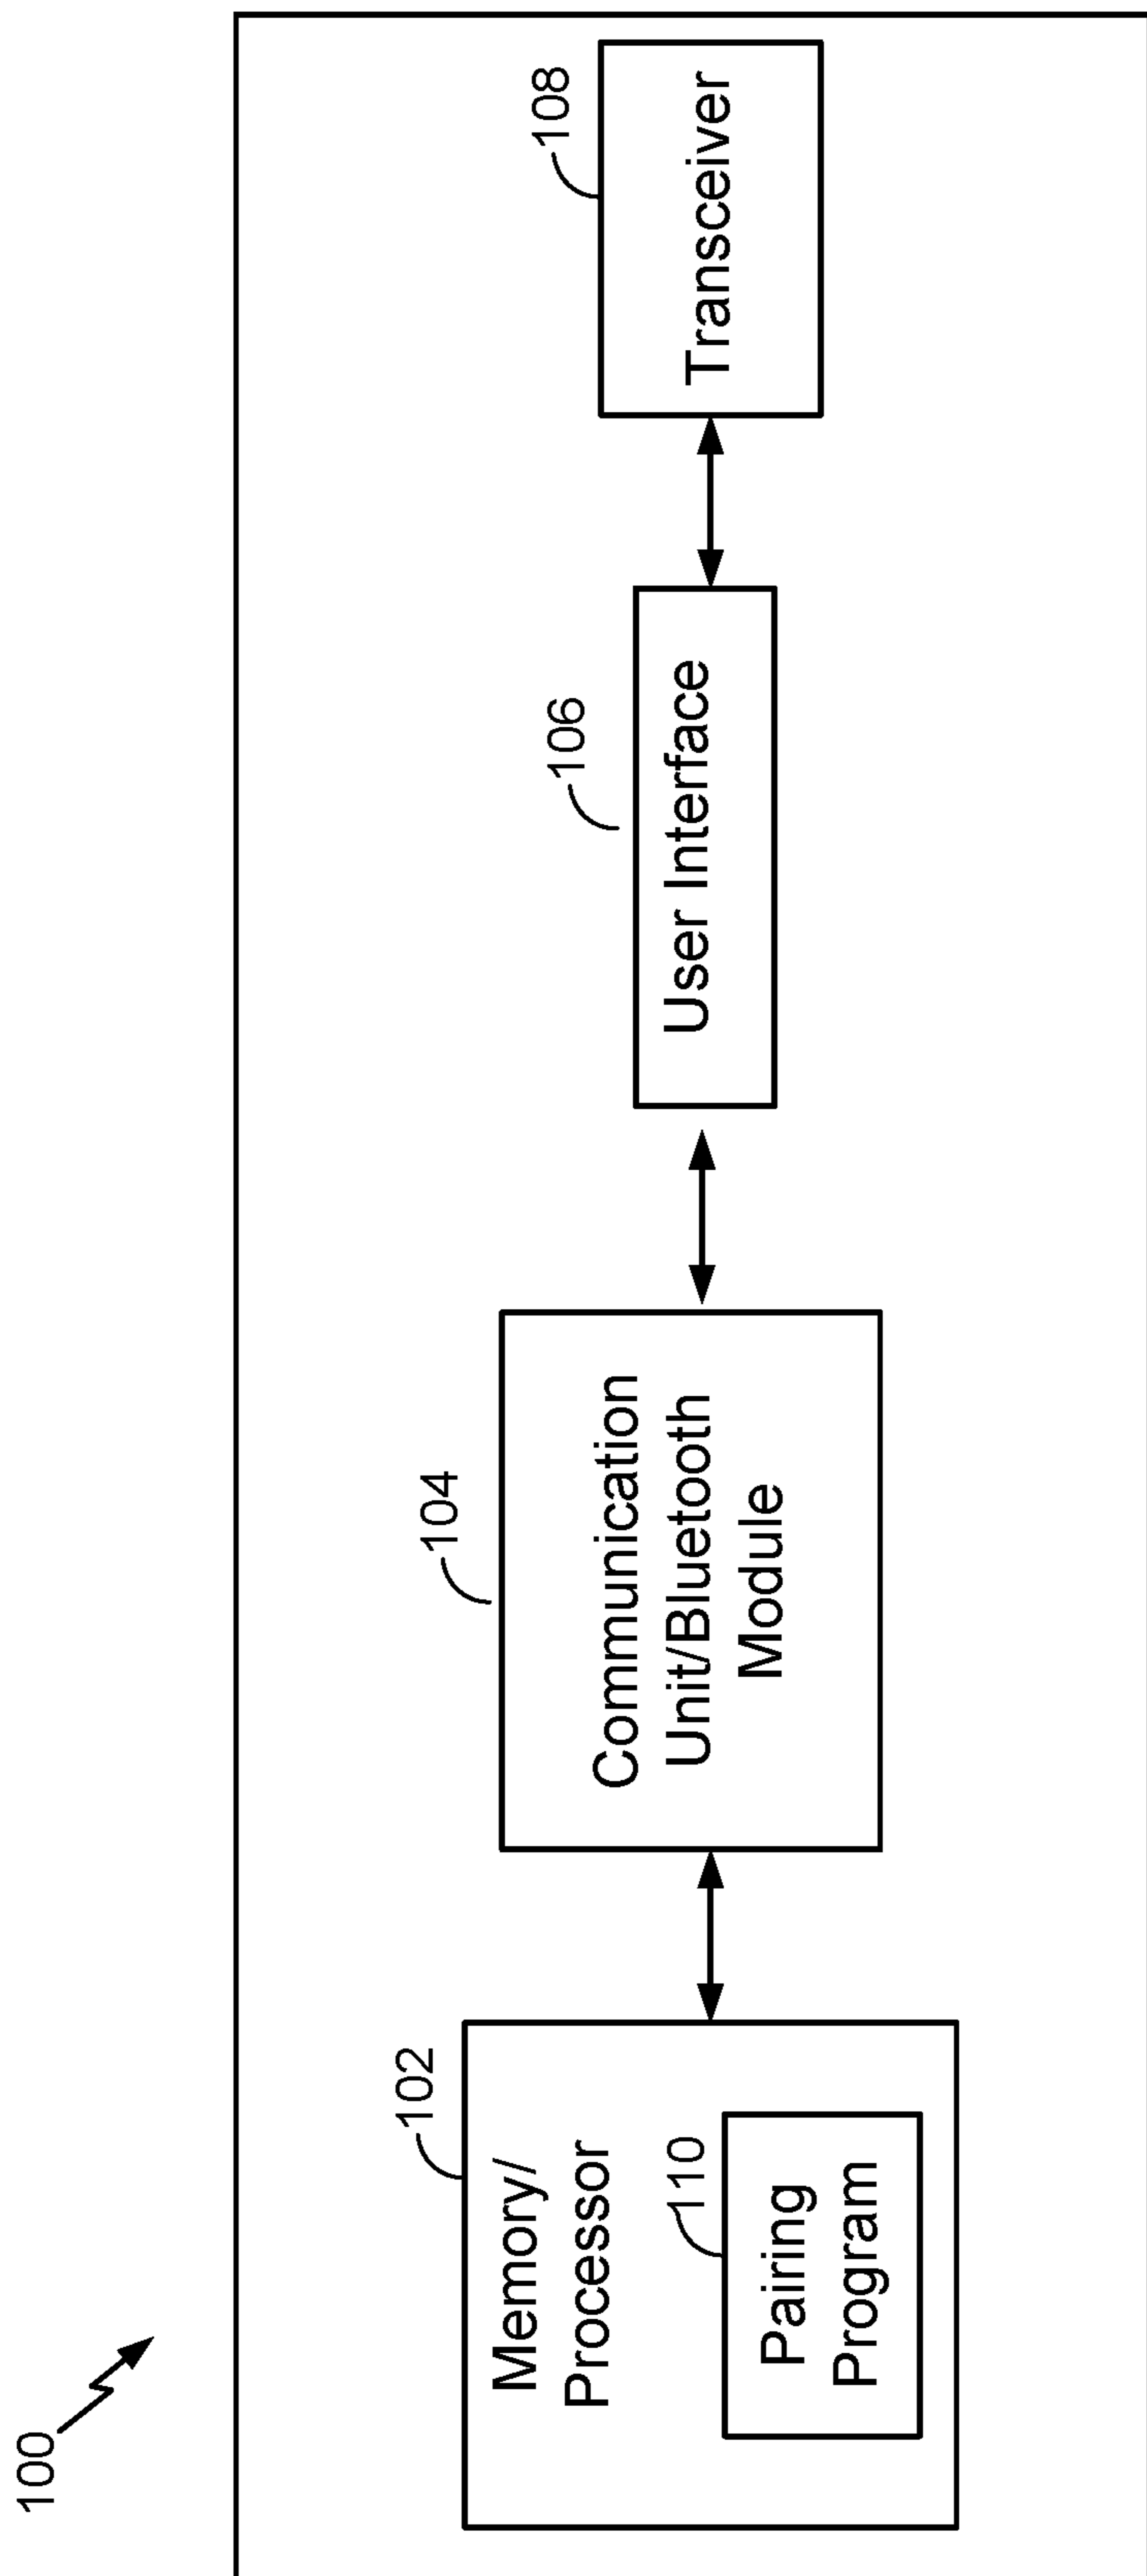 100
102
Memory/
Processor
110
Pairing
Program
104
Communication
Unit/Bluetooth
Module
106
User Interface
108
Transceiver